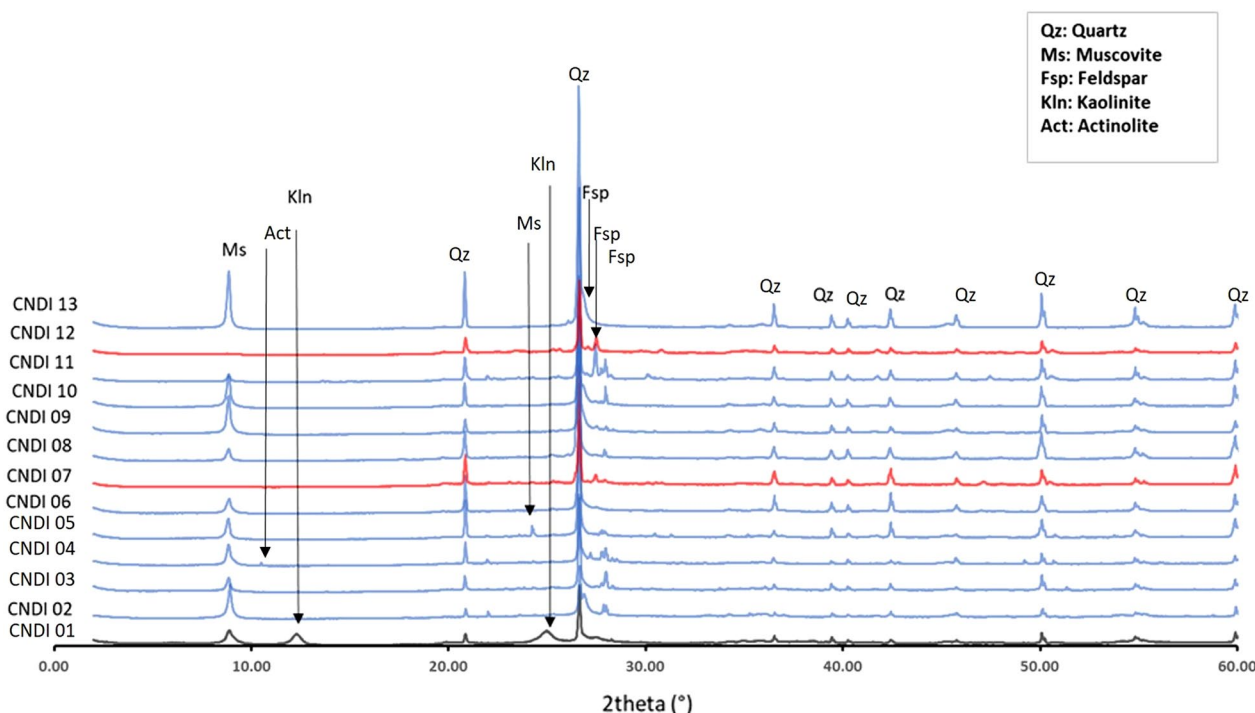 Qz: Quartz
Ms: Muscovite
Fsp: Feldspar
Kln: Kaolinite
Act: Actinolite
Qz
Kln
Kln
Fsp
Act
Ms
Fsp
Ms
Qz
Fsp
Qz
Qz
Qz
Qz
Qz
Qz
Qz
Qz
CNDI 13
CNDI 12
CNDI 11
CNDI 10
CNDI 09
CNDI 08
CNDI 07
CNDI 06
CNDI 05
CNDI 04
CNDI 03
CNDI 02
CNDI 01
0.00 10.00 20.00 30.00 40.00 50.00 60.00
2theta (°)